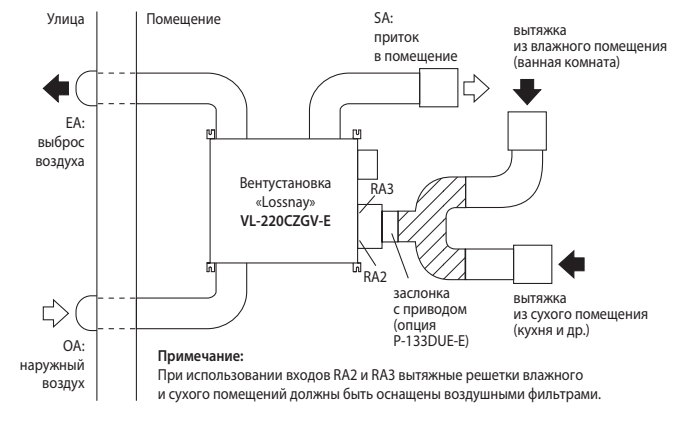 Улица
Помещение
SA:
приток
в помещение
вытяжка
из влажного помещения
(ванная комната)
EA:
выброс
воздуха
Вентустановка
«Lossnay»
VL-220CZGV-E
RA3
RA2
заслонка
с приводом
(опция
P-133DUE-E)
вытяжка
из сухого помещения
(кухня и др.)
OA:
наружный
воздух
Примечание:
При использовании входов RA2 и RA3 вытяжные решетки влажного
и сухого помещений должны быть оснащены воздушными фильтрами.